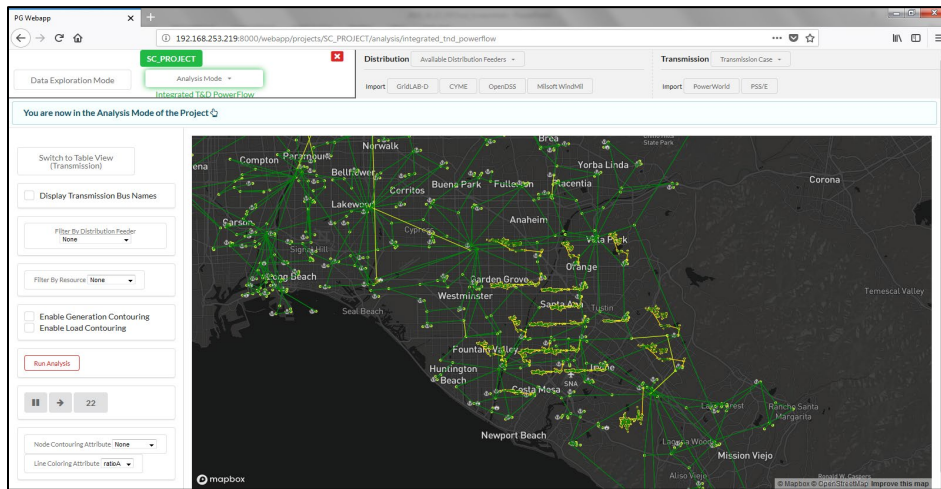 PG Webapp
192.168.253.219:8000/webapp/projects/SC_PROJECT/analysis/integrated_tnd_powerflow
SC_PROJECT
Data Exploration Mode
Analysis Mode
Integrated T&D PowerFlow
Distribution Available Distribution Feeders
Import GridLAB-D CYME OpenDSS Milsoft WindMil
Transmission Transmission Case
Import PowerWorld PSS/E
You are now in the Analysis Mode of the Project
Switch to Table View
(Transmission)
Display Transmission Bus Names
Filter By Distribution Feeder
None
Filter By Resource None
Enable Generation Contouring
Enable Load Contouring
Run Analysis
22
Node Contouring Attribute None
Line Coloring Attribute ratioA
Norwalk
Brea
State Park
Compton
Paramount
Bellflower
Yorba Linda
ena
Cerritos
Buena Park
Fullerton
Placentia
Corona
Lakewood
Carson
Anaheim
Cypress
Villa Park
Signal Hill
Orange
Long Beach
Garden Grove
Temescal Valley
Westminster
Santa Ana
Tustin
Seal Beach
Fountain Valley
Huntington
Beach
Irvine
SNA
Costa Mesa
Lake Forest
Rancho Santa
Margarita
Newport Beach
Laguna Woods
Mission Viejo
Aliso Viejo
Ronald W. Caspers
mapbox
© Mapbox © OpenStreetMap Improve this map